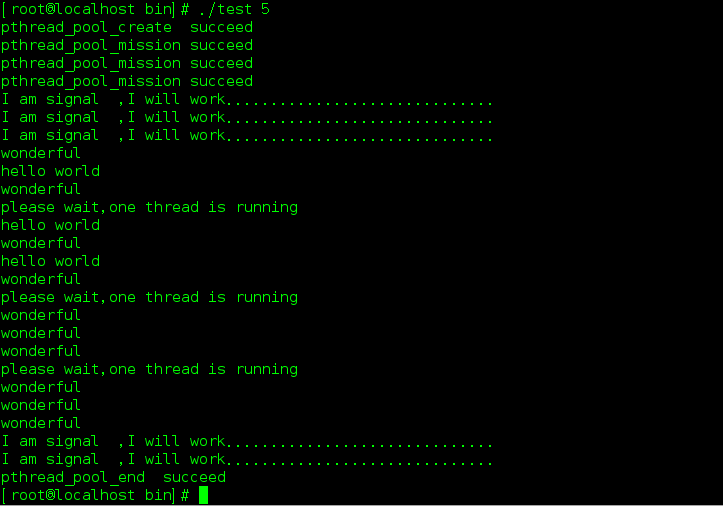 [root@localhost bin]# ./test 5
pthread_pool_create  succeed
pthread_pool_mission succeed
pthread_pool_mission succeed
pthread_pool_mission succeed
I am signal  ,I will work..............................
I am signal  ,I will work..............................
I am signal  ,I will work..............................
wonderful
hello world
wonderful
please wait,one thread is running
hello world
wonderful
hello world
wonderful
please wait,one thread is running
wonderful
wonderful
wonderful
please wait,one thread is running
wonderful
wonderful
wonderful
I am signal  ,I will work..............................
I am signal  ,I will work..............................
pthread_pool_end  succeed
[root@localhost bin]#